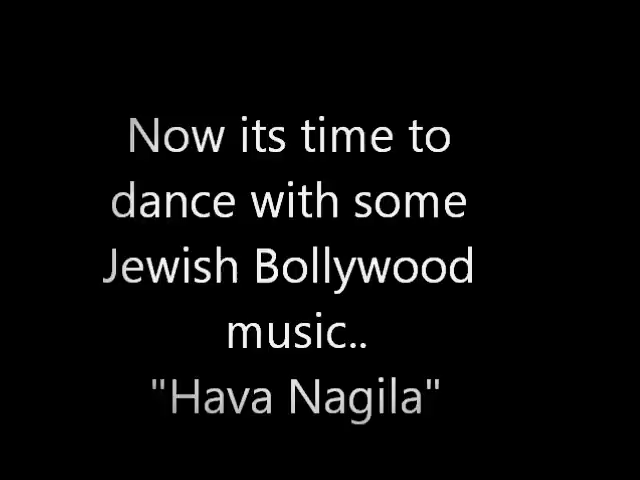 Now its time to
dance with some
Jewish Bollywood
music..
"Hava Nagila"